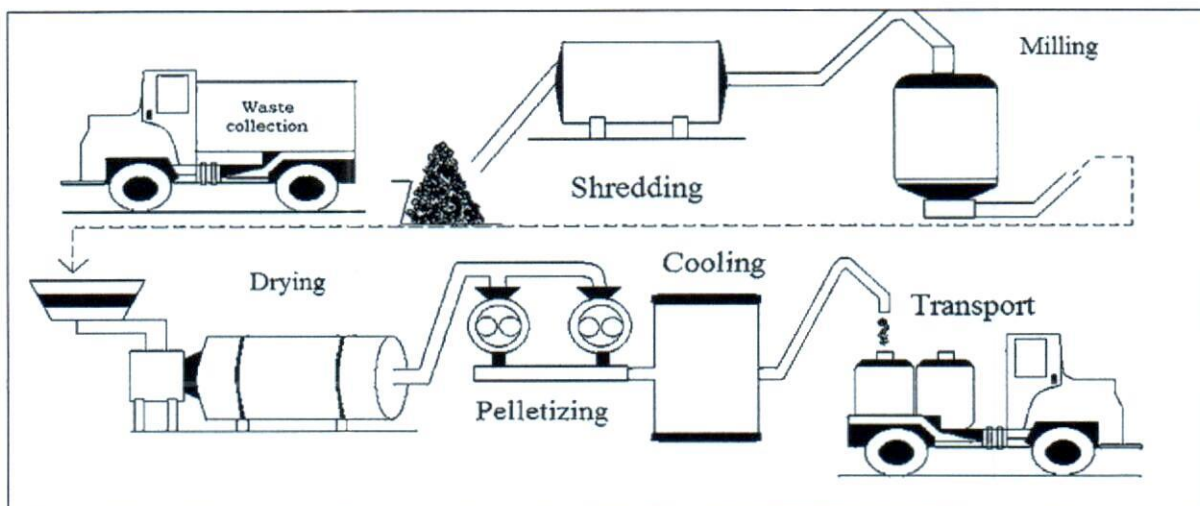 Waste
collection
Shredding
Milling
Drying
Pelletizing
Cooling
Transport